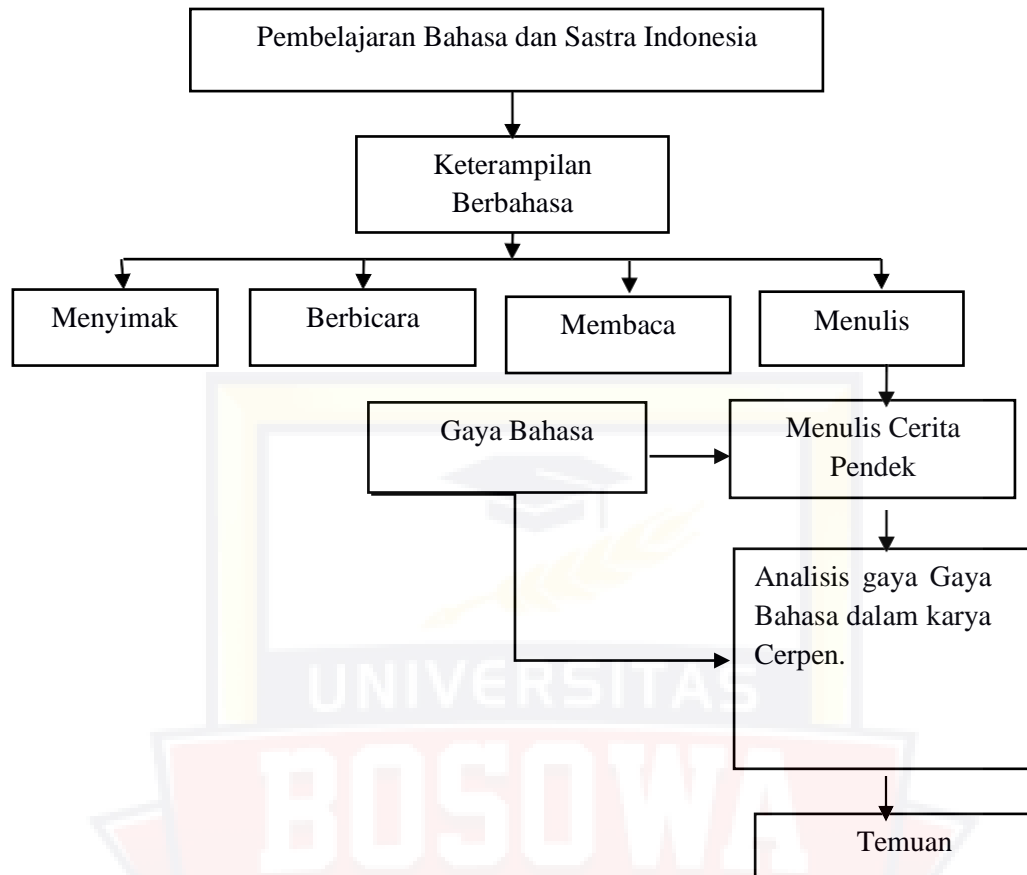 Pembelajaran Bahasa dan Sastra Indonesia
Keterampilan
Berbahasa
Menyimak
Berbicara
Membaca
Menulis
Gaya Bahasa
Menulis Cerita
Pendek
Analisis gaya Gaya
Bahasa dalam karya
Cerpen.
UNIVERSITAS
BOSOWA
Temuan